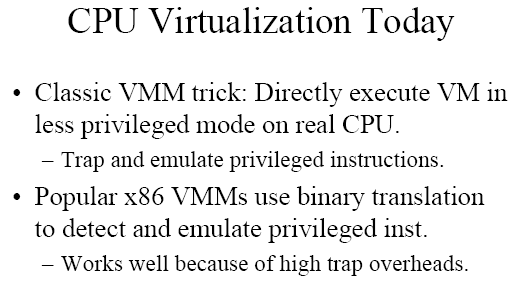 CPU Virtualization Today
• Classic VMM trick: Directly execute VM in
less privileged mode on real CPU.
– Trap and emulate privileged instructions.
• Popular x86 VMMs use binary translation
to detect and emulate privileged inst.
– Works well because of high trap overheads.